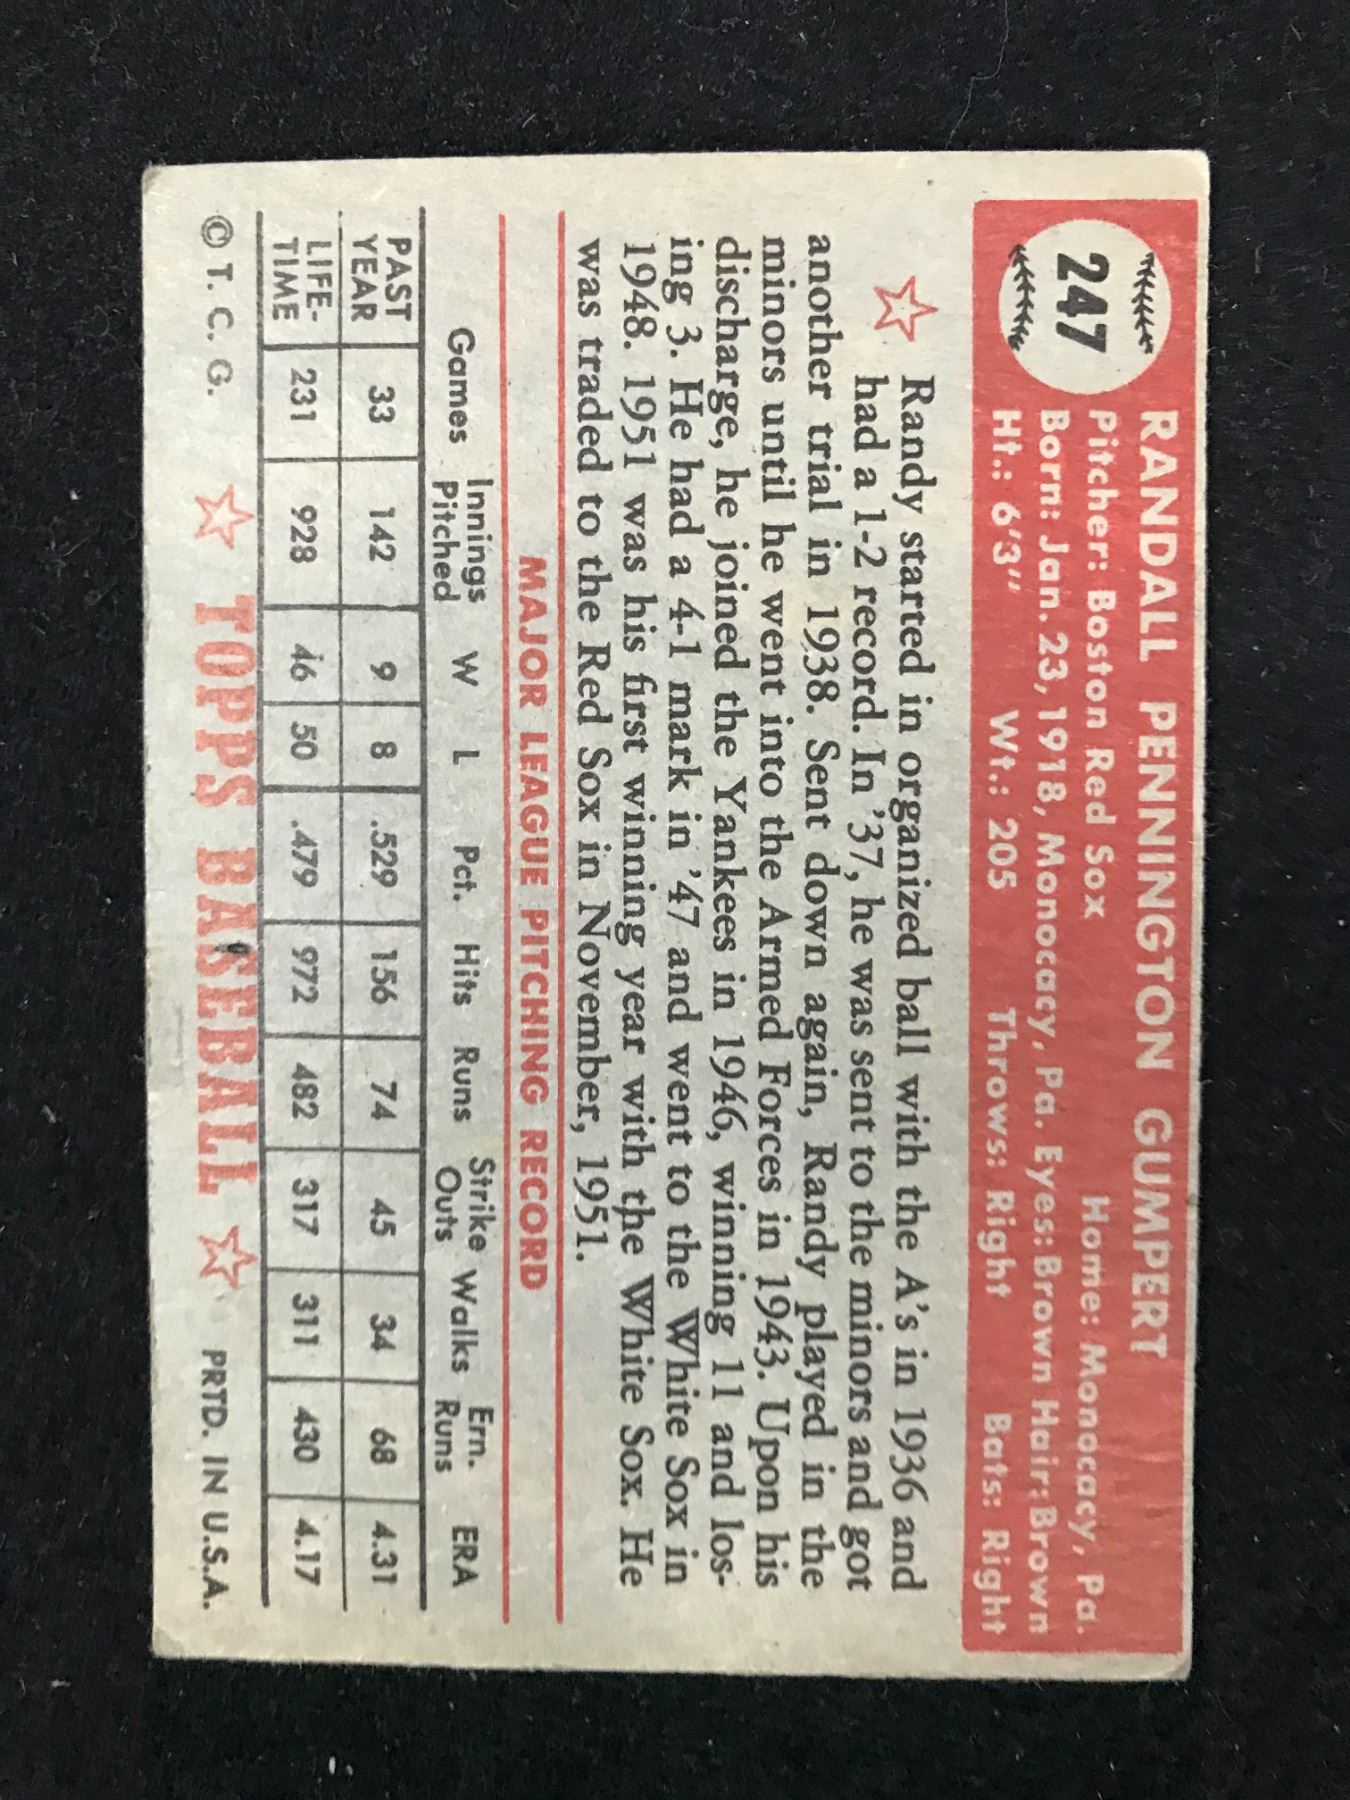 247
RANDALL PENNINGTON GUMPERT
Pitcher: Boston Red Sox Home: Monocacy, Pa.
Born: Jan. 23, 1918, Monocacy, Pa. Eyes: Brown Hair: Brown
Ht.: 6'3" Wt.: 205 Throws: Right Bats: Right
Randy started in organized ball with the A's in 1936 and
had a 1-2 record. In '37, he was sent to the minors and got
another trial in 1938. Sent down again, Randy played in the
minors until he went into the Armed Forces in 1943. Upon his
discharge, he joined the Yankees in 1946, winning 11 and los-
ing 3. He had a 4-1 mark in '47 and went to the White Sox in
1948. 1951 was his first winning year with the White Sox. He
was traded to the Red Sox in November, 1951.
MAJOR LEAGUE PITCHING RECORD
Games Innings Pitched W L Pct. Hits Runs Strike Outs Walks Ern. Runs ERA
PAST YEAR 33 142 9 8 .529 156 74 45 34 68 4.31
LIFE-TIME 231 928 46 50 .479 972 482 317 311 430 4.17
© T. C. G. TOPPS BASEBALL PRTD. IN U.S.A.